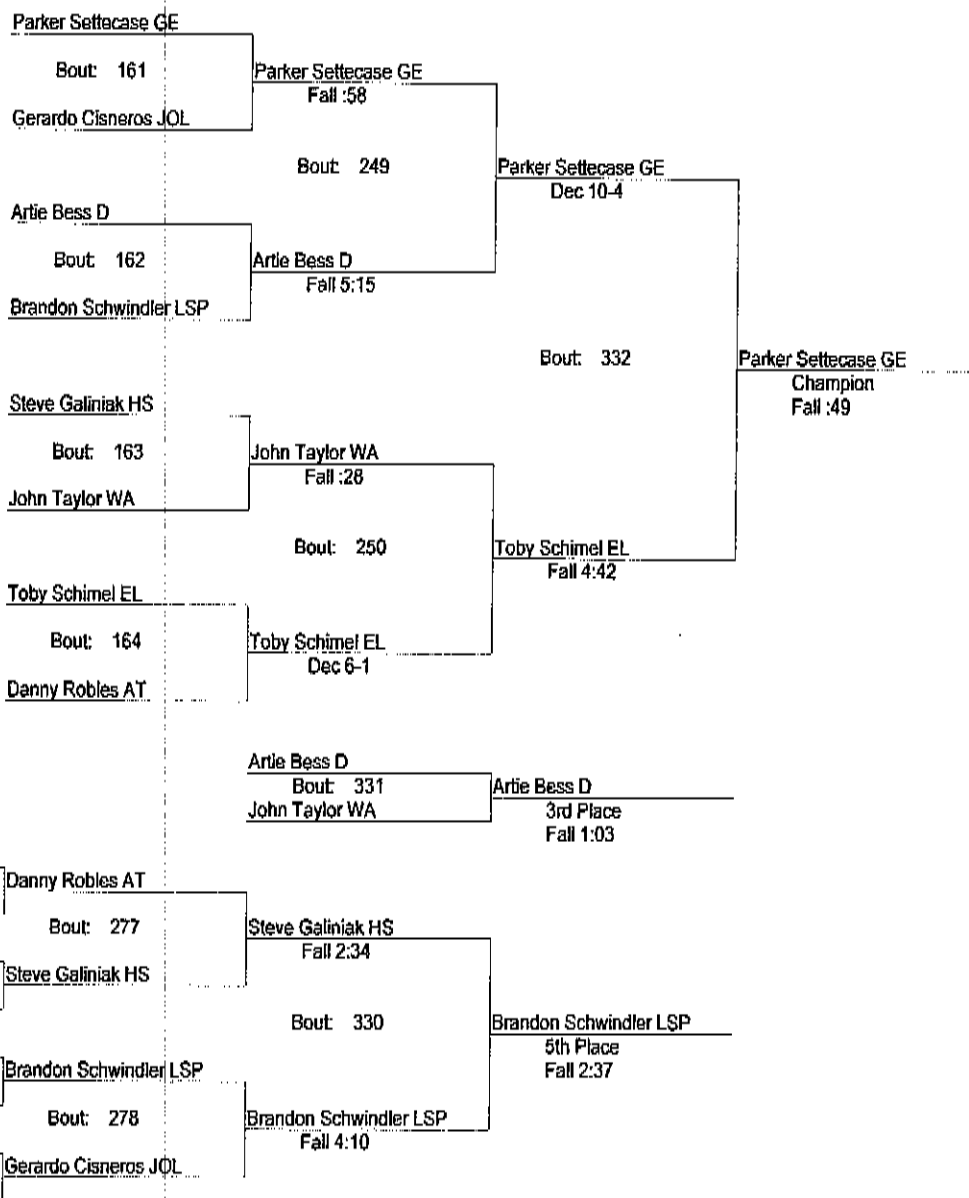 Parker Settecase GE
Bout: 161
Parker Settecase GE
Fall :58
Gerardo Cisneros JOL
Bout: 249
Parker Settecase GE
Dec 10-4
Artie Bess D
Bout: 162
Artie Bess D
Fall 5:15
Brandon Schwindler LSP
Bout: 332
Parker Settecase GE
Champion
Fall :49
Steve Galiniak HS
Bout: 163
John Taylor WA
Fall :28
John Taylor WA
Bout: 250
Toby Schimel EL
Fall 4:42
Toby Schimel EL
Bout: 164
Toby Schimel EL
Dec 6-1
Danny Robles AT
Artie Bess D
Bout: 331
Artie Bess D
John Taylor WA
3rd Place
Fall 1:03
Danny Robles AT
Bout: 277
Steve Galiniak HS
Fall 2:34
Steve Galiniak HS
Bout: 330
Brandon Schwindler LSP
5th Place
Fall 2:37
Brandon Schwindler LSP
Bout: 278
Brandon Schwindler LSP
Fall 4:10
Gerardo Cisneros JOL